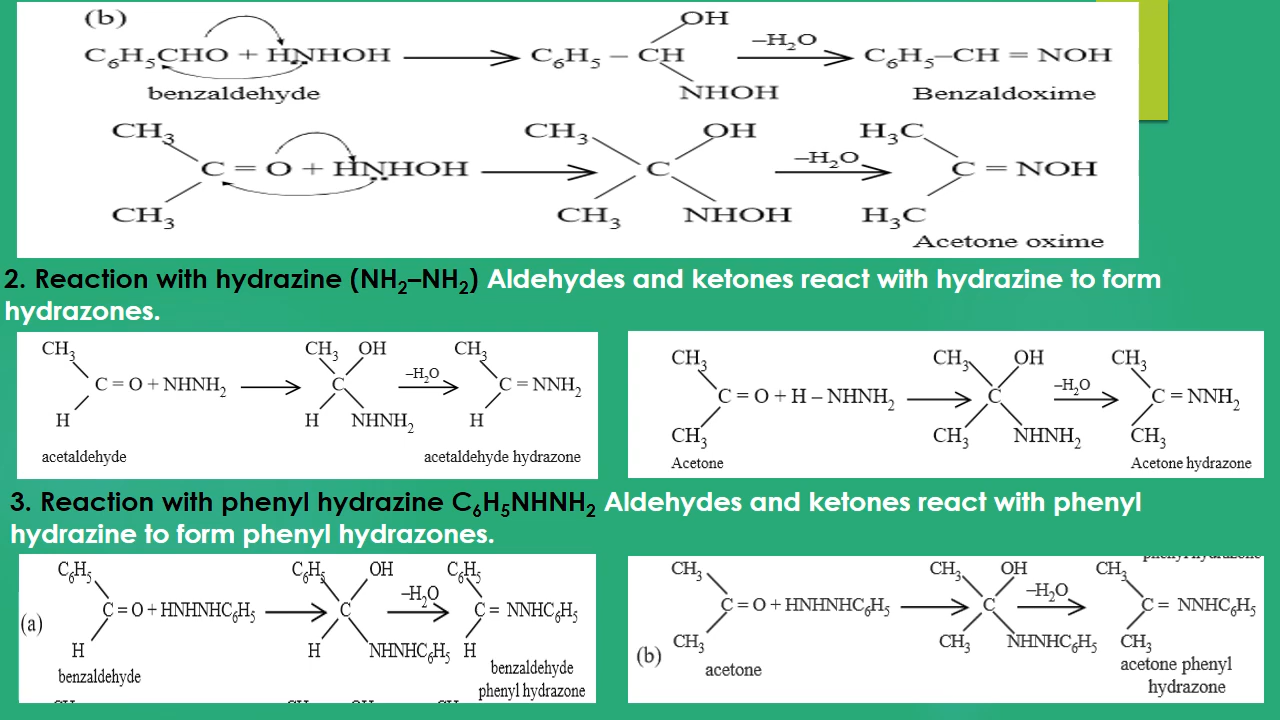 (b)
OH
C₆H₅CHO + HNHOH C₆H₅ – CH –H₂O C₆H₅–CH = NOH
benzaldehyde NHOH Benzaldoxime
CH₃ CH₃ OH H₃C
C = O + HNHOH C –H₂O C = NOH
CH₃ CH₃ NHOH H₃C
Acetone oxime
2. Reaction with hydrazine (NH₂–NH₂) Aldehydes and ketones react with hydrazine to form
hydrazones.
CH₃ CH₃ OH CH₃
C = O + NHNH₂ C –H₂O C = NNH₂
H H NHNH₂ H
acetaldehyde acetaldehyde hydrazone
CH₃ CH₃ OH CH₃
C = O + H – NHNH₂ C –H₂O C = NNH₂
CH₃ CH₃ NHNH₂ CH₃
Acetone Acetone hydrazone
3. Reaction with phenyl hydrazine C₆H₅NHNH₂ Aldehydes and ketones react with phenyl
hydrazine to form phenyl hydrazones.
C₆H₅ C₆H₅ OH C₆H₅
(a) C = O + HNHNHC₆H₅ C –H₂O C = NNHC₆H₅
H H NHNHC₆H₅ H
benzaldehyde benzaldehyde
phenyl hydrazone
phenyl hydrazone
CH₃ CH₃ OH CH₃
C = O + HNHNHC₆H₅ C –H₂O C = NNHC₆H₅
(b) CH₃ CH₃ NHNHC₆H₅ CH₃
acetone acetone phenyl
hydrazone